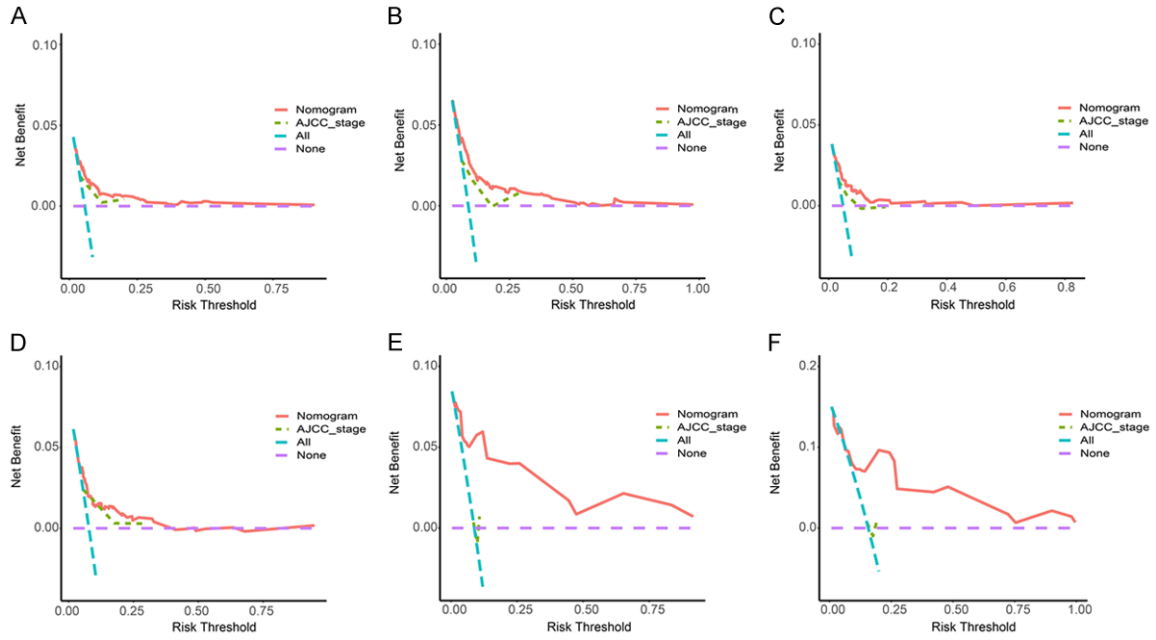 A
0.10
0.05
0.00
Net Benefit
Nomogram
AJCC_stage
All
None
0.00 0.25 0.50 0.75
Risk Threshold
B
0.10
0.05
0.00
Net Benefit
Nomogram
AJCC_stage
All
None
0.00 0.25 0.50 0.75 1.00
Risk Threshold
C
0.10
0.05
0.00
Net Benefit
Nomogram
AJCC_stage
All
None
0.0 0.2 0.4 0.6 0.8
Risk Threshold
D
0.10
0.05
0.00
Net Benefit
Nomogram
AJCC_stage
All
None
0.00 0.25 0.50 0.75
Risk Threshold
E
0.10
0.05
0.00
Net Benefit
Nomogram
AJCC_stage
All
None
0.00 0.25 0.50 0.75
Risk Threshold
F
0.2
0.1
0.0
Net Benefit
Nomogram
AJCC_stage
All
None
0.00 0.25 0.50 0.75 1.00
Risk Threshold